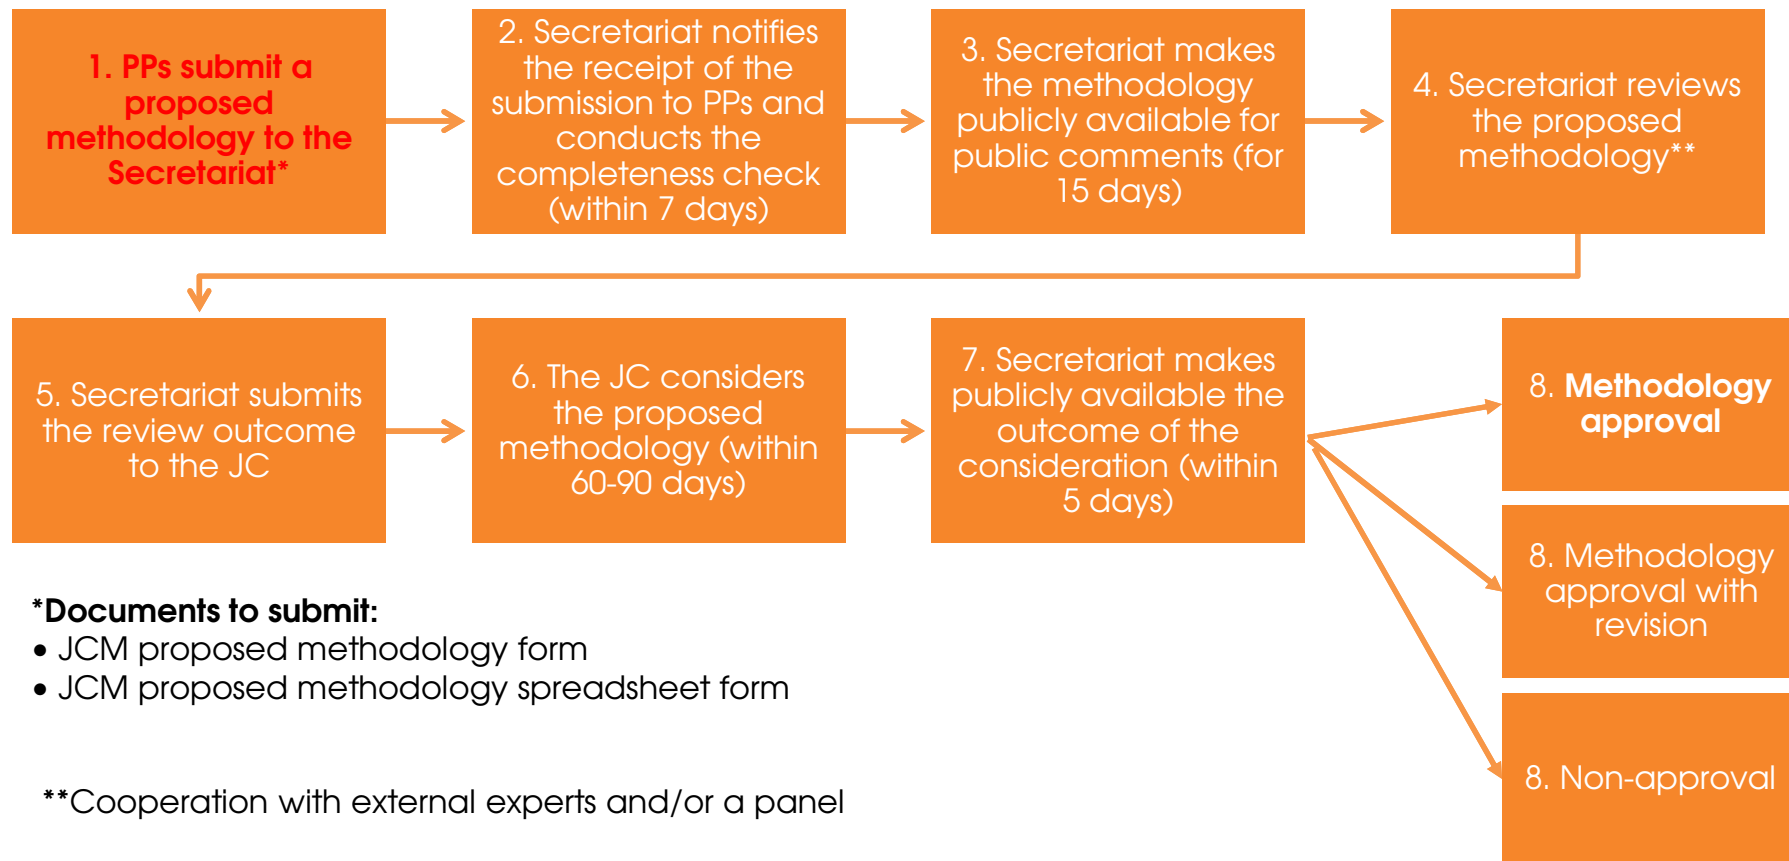 1. PPs submit a
proposed
methodology to the
Secretariat*
2. Secretariat notifies
the receipt of the
submission to PPs and
conducts the
completeness check
(within 7 days)
3. Secretariat makes
the methodology
publicly available for
public comments (for
15 days)
4. Secretariat reviews
the proposed
methodology**
5. Secretariat submits
the review outcome
to the JC
6. The JC considers
the proposed
methodology (within
60-90 days)
7. Secretariat makes
publicly available the
outcome of the
consideration (within
5 days)
8. Methodology
approval
8. Methodology
approval with
revision
8. Non-approval
*Documents to submit:
• JCM proposed methodology form
• JCM proposed methodology spreadsheet form
**Cooperation with external experts and/or a panel